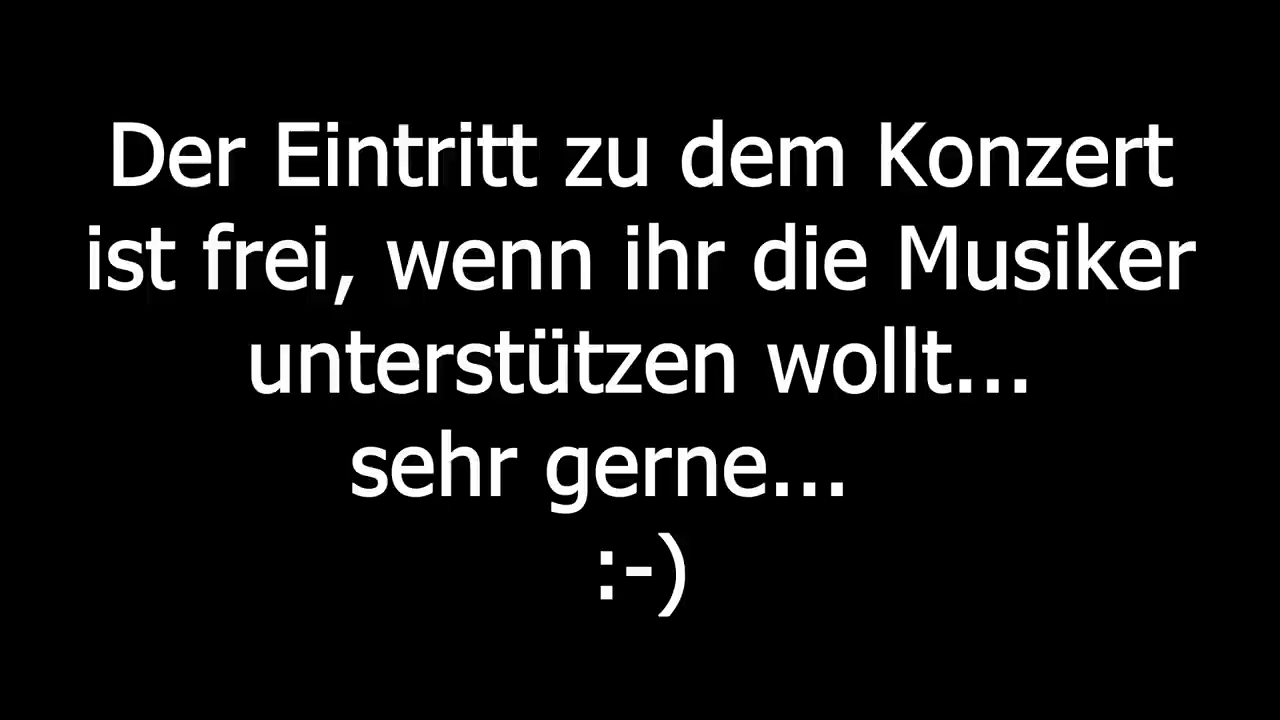 Der Eintritt zu dem Konzert
ist frei, wenn ihr die Musiker
unterstützen wollt...
sehr gerne...
:-)